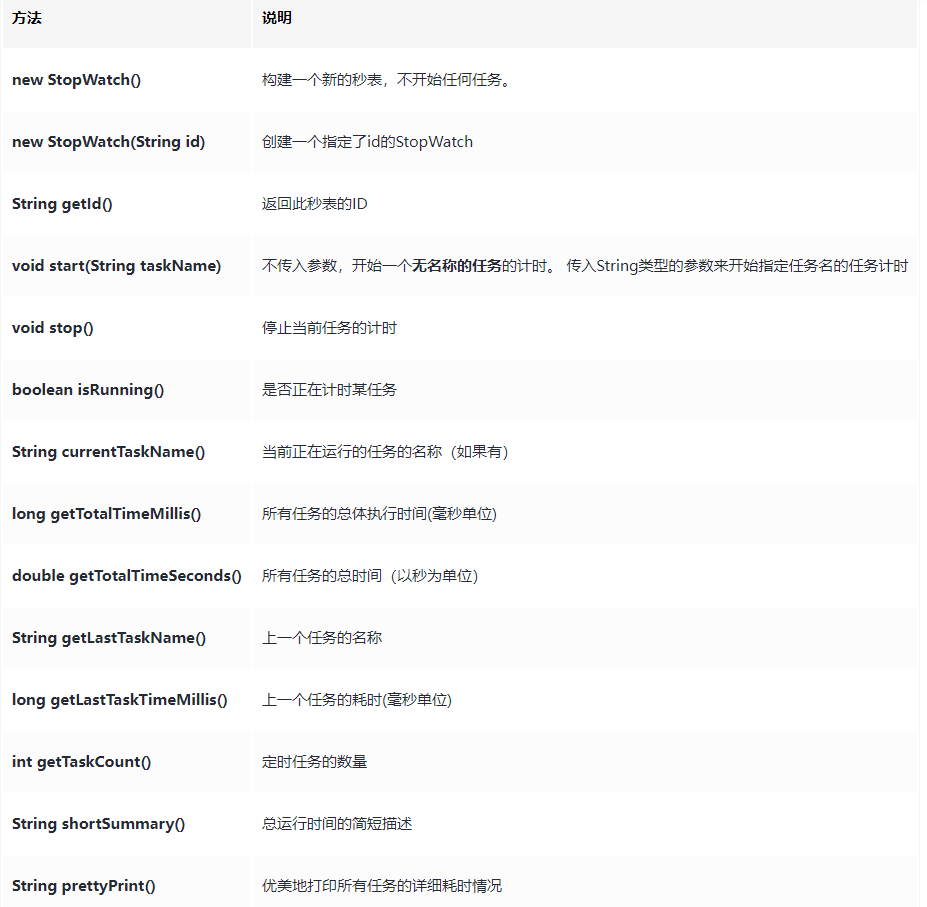 方法 说明
new StopWatch() 构建一个新的秒表，不开始任何任务。
new StopWatch(String id) 创建一个指定了id的StopWatch
String getId() 返回此秒表的ID
void start(String taskName) 不传入参数，开始一个无名称的任务的计时。 传入String类型的参数来开始指定任务名的任务计时
void stop() 停止当前任务的计时
boolean isRunning() 是否正在计时某任务
String currentTaskName() 当前正在运行的任务的名称（如果有）
long getTotalTimeMillis() 所有任务的总体执行时间(毫秒单位)
double getTotalTimeSeconds() 所有任务的总时间（以秒为单位）
String getLastTaskName() 上一个任务的名称
long getLastTaskTimeMillis() 上一个任务的耗时(毫秒单位)
int getTaskCount() 定时任务的数量
String shortSummary() 总运行时间的简短描述
String prettyPrint() 优美地打印所有任务的详细耗时情况